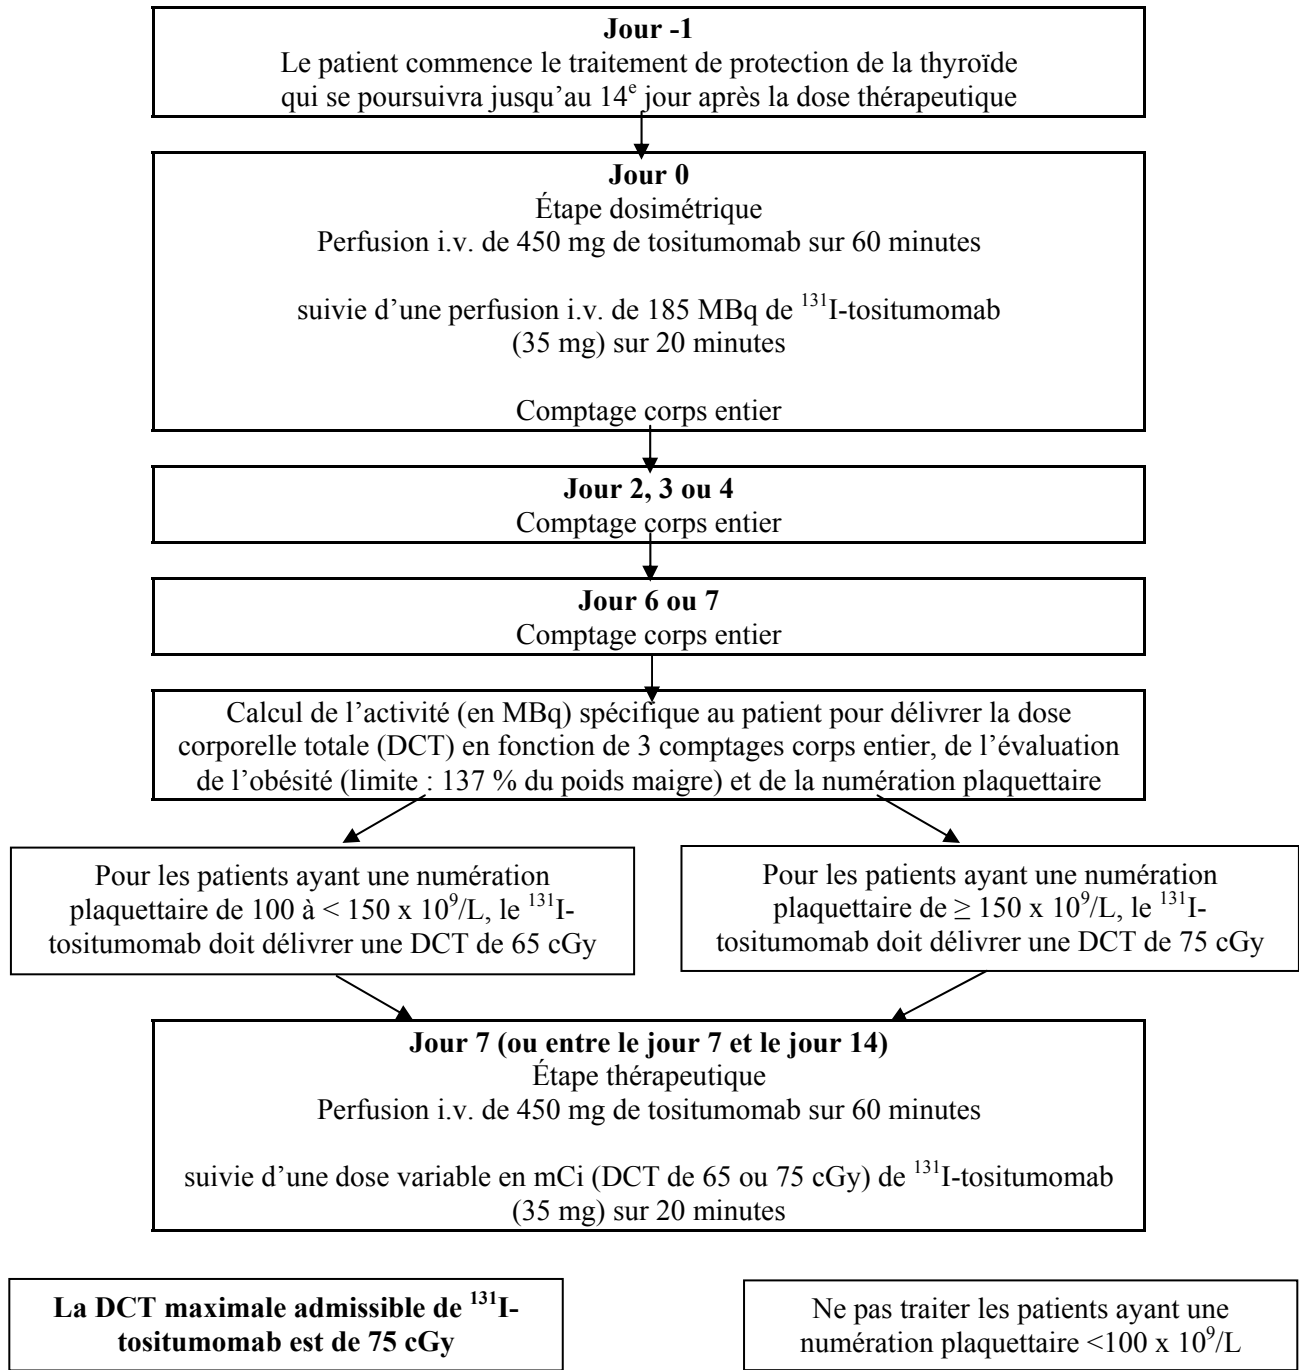 Jour -1
Le patient commence le traitement de protection de la thyroïde
qui se poursuivra jusqu'au 14e jour après la dose thérapeutique
Jour 0
Étape dosimétrique
Perfusion i.v. de 450 mg de tositumomab sur 60 minutes
suivie d'une perfusion i.v. de 185 MBq de 131I-tositumomab
(35 mg) sur 20 minutes
Comptage corps entier
Jour 2, 3 ou 4
Comptage corps entier
Jour 6 ou 7
Comptage corps entier
Calcul de l'activité (en MBq) spécifique au patient pour délivrer la dose
corporelle totale (DCT) en fonction de 3 comptages corps entier, de l'évaluation
de l'obésité (limite : 137 % du poids maigre) et de la numération plaquettaire
Pour les patients ayant une numération
plaquettaire de 100 à < 150 x 10^9/L, le 131I-
tositumomab doit délivrer une DCT de 65 cGy
Pour les patients ayant une numération
plaquettaire de ≥ 150 x 10^9/L, le 131I-
tositumomab doit délivrer une DCT de 75 cGy
Jour 7 (ou entre le jour 7 et le jour 14)
Étape thérapeutique
Perfusion i.v. de 450 mg de tositumomab sur 60 minutes
suivie d'une dose variable en mCi (DCT de 65 ou 75 cGy) de 131I-tositumomab
(35 mg) sur 20 minutes
La DCT maximale admissible de 131I-
tositumomab est de 75 cGy
Ne pas traiter les patients ayant une
numération plaquettaire <100 x 10^9/L